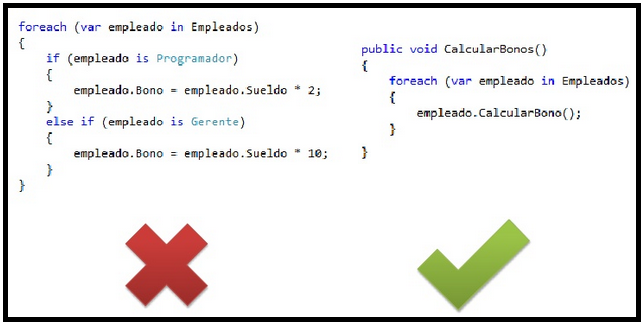 foreach (var empleado in Empleados)
{
    if (empleado is Programador)
    {
        empleado.Bono = empleado.Sueldo * 2;
    }
    else if (empleado is Gerente)
    {
        empleado.Bono = empleado.Sueldo * 10;
    }
}
public void CalcularBonos()
{
    foreach (var empleado in Empleados)
    {
        empleado.CalcularBono();
    }
}